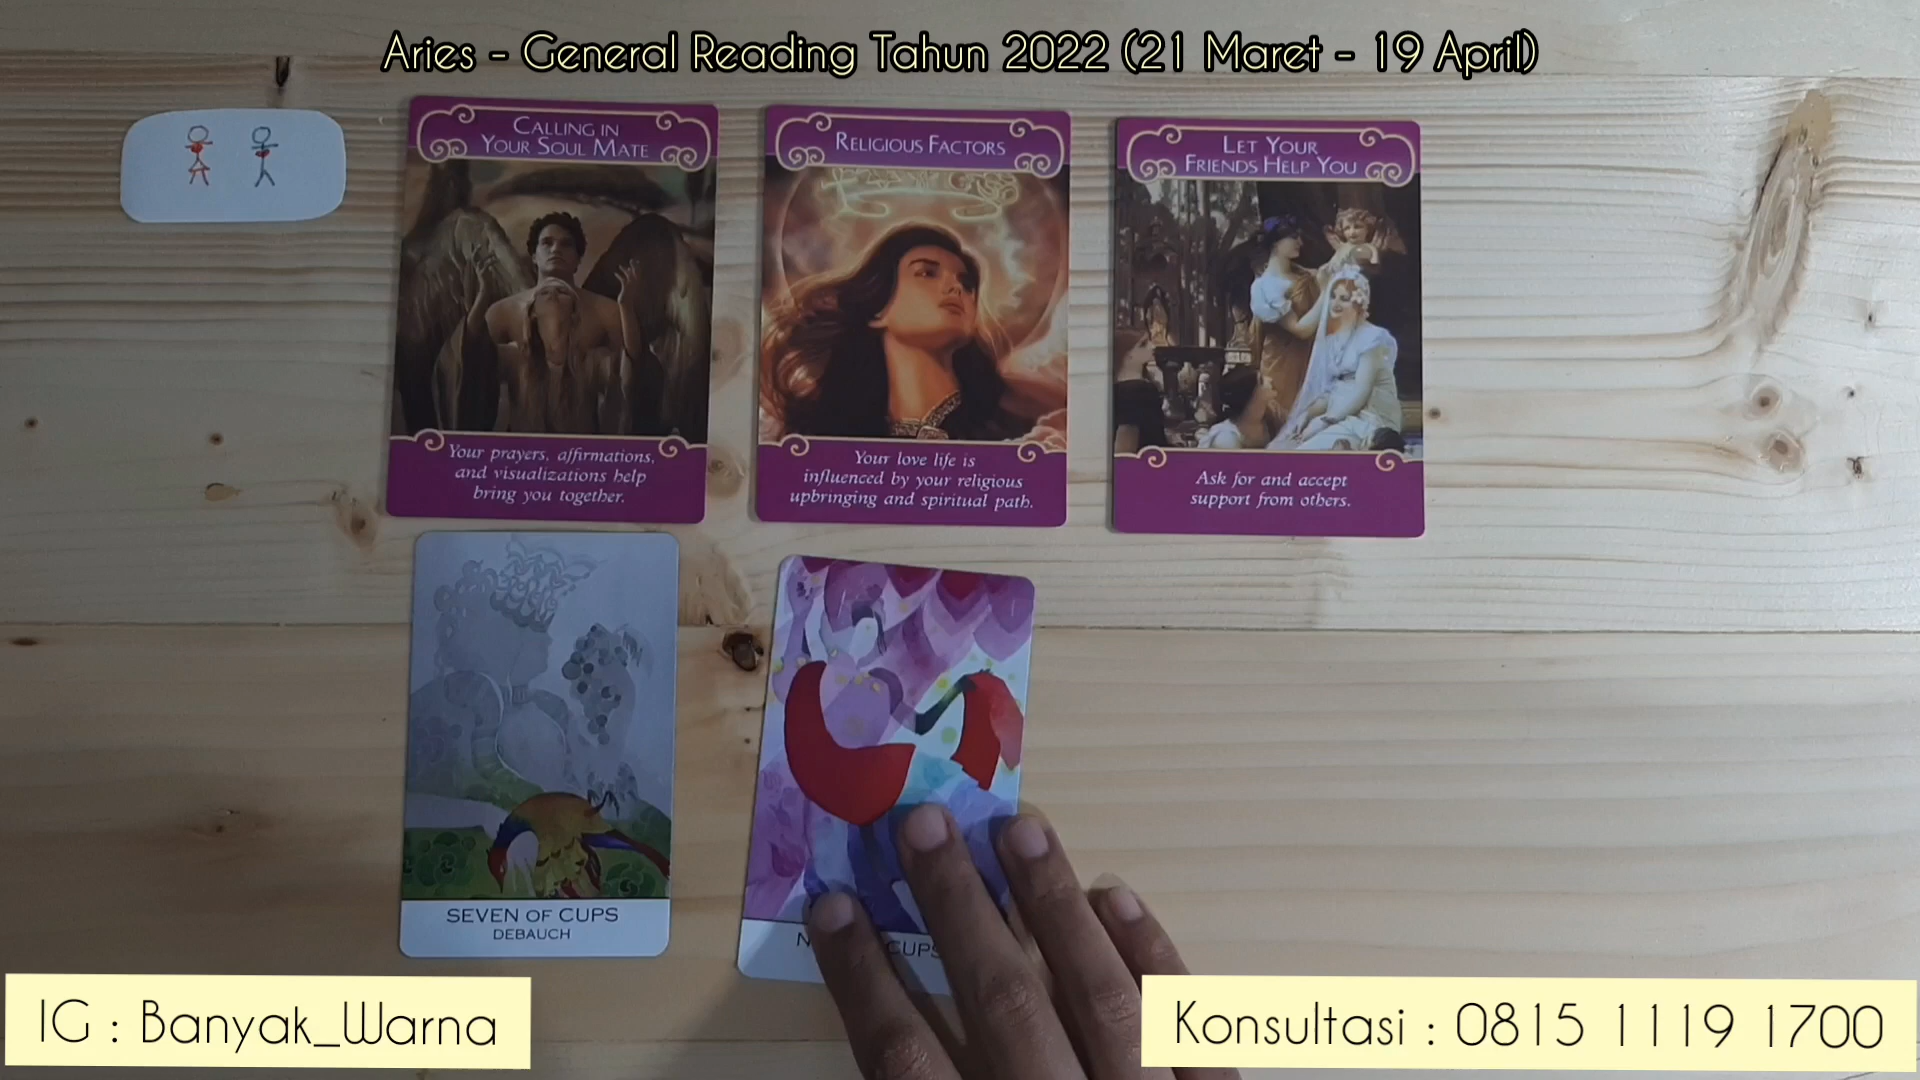 Aries - General Reading Tahun 2022 (21 Maret - 19 April)
CALLING IN
YOUR SOUL MATE
RELIGIOUS FACTORS
LET YOUR
FRIENDS HELP YOU
Your prayers, affirmations,
and visualizations help
bring you together.
Your love life is
influenced by your religious
upbringing and spiritual path.
Ask for and accept
support from others.
SEVEN OF CUPS
DEBAUCH
CUPS
IG : Banyak_Warna
Konsultasi : 0815 1119 1700